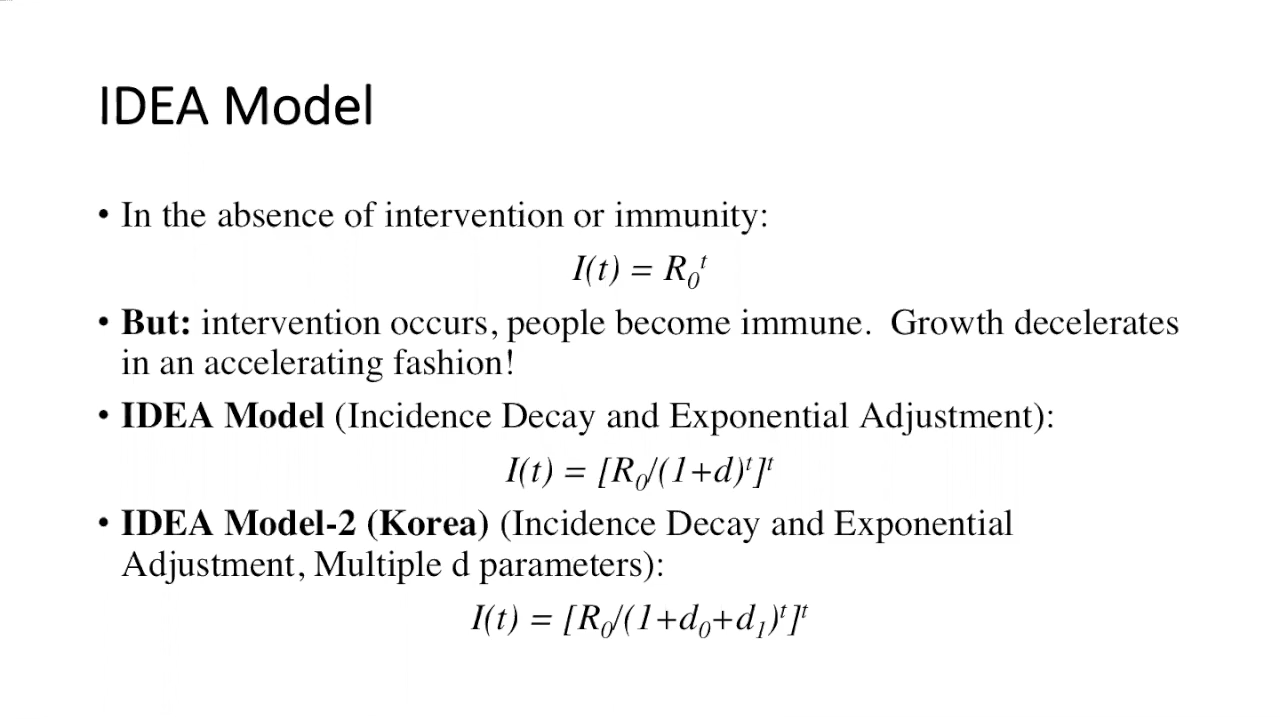 IDEA Model
• In the absence of intervention or immunity:
I(t) = R₀ᵗ
• But: intervention occurs, people become immune.  Growth decelerates
in an accelerating fashion!
• IDEA Model (Incidence Decay and Exponential Adjustment):
I(t) = [R₀/(1+d)ᵗ]ᵗ
• IDEA Model-2 (Korea) (Incidence Decay and Exponential
Adjustment, Multiple d parameters):
I(t) = [R₀/(1+d₀+d₁)ᵗ]ᵗ